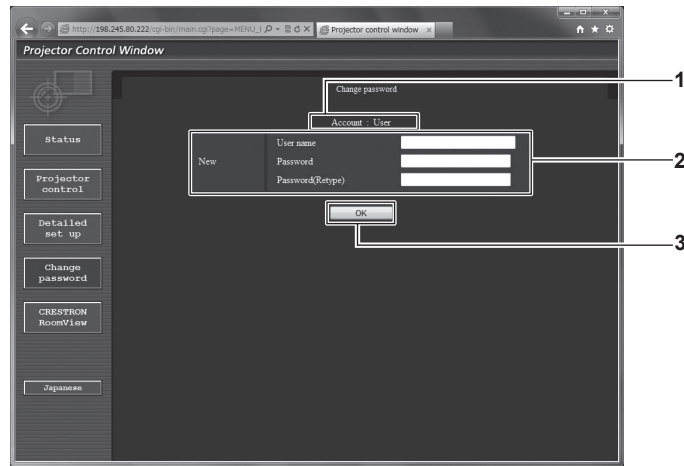 http://198.245.80.222/cgi-bin/main.cgi?page=MENU_I
Projector control window
Projector Control Window
Change password
1
Account : User
2
New
User name
Password
Password(Retype)
OK
3
Status
Projector
control
Detailed
set up
Change
password
CRESTRON
RoomView
Japanese